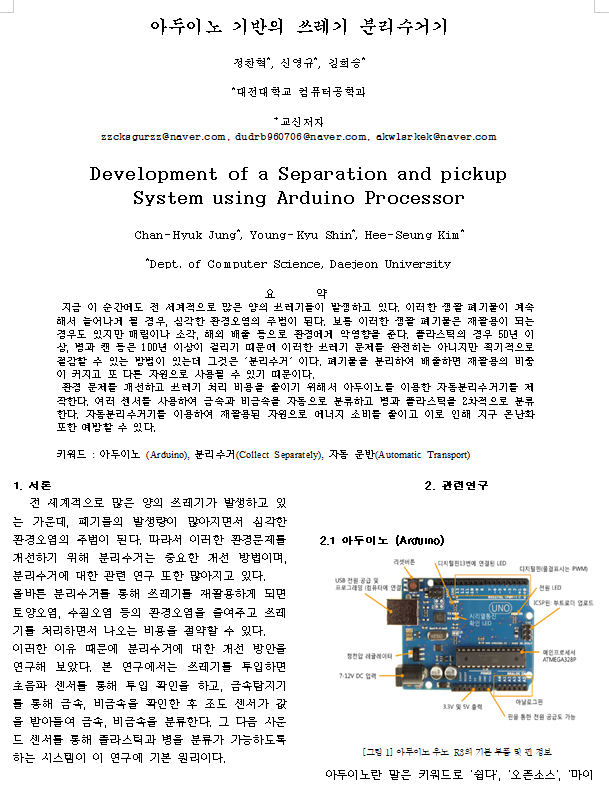 아두이노 기반의 쓰레기 분리수거기
정찬혁*, 신영규*, 김희승*
*대전대학교 컴퓨터공학과
*교신저자
zzcksgurzz@naver.com, dudrb960706@naver.com, akwlsrkek@naver.com
Development of a Separation and pickup
System using Arduino Processor
Chan-Hyuk Jung*, Young-Kyu Shin*, Hee-Seung Kim*
*Dept. of Computer Science, Daejeon University
요 약
지금 이 순간에도 전 세계적으로 많은 양의 쓰레기들이 발생하고 있다. 이러한 생활 폐기물이 계속
해서 늘어나게 될 경우, 심각한 환경오염의 주범이 된다. 보통 이러한 생활 폐기물은 재활용이 되는
경우도 있지만 매립이나 소각, 해외 배출 등으로 환경에게 악영향을 준다. 플라스틱의 경우 50년 이
상, 병과 캔 등은 100년 이상이 걸리기 때문에 이러한 쓰레기 문제를 완전히는 아니지만 획기적으로
절감할 수 있는 방법이 있는데 그것은 '분리수거' 이다. 폐기물을 분리하여 배출하면 재활용의 비중
이 커지고 또 다른 자원으로 사용될 수 있기 때문이다.
환경 문제를 개선하고 쓰레기 처리 비용을 줄이기 위해서 아두이노를 이용한 자동분리수거기를 제
작한다. 여러 센서를 사용하여 금속과 비금속을 자동으로 분류하고 병과 플라스틱을 2차적으로 분류
한다. 자동분리수거기를 이용하여 재활용된 자원으로 에너지 소비를 줄이고 이로 인해 지구 온난화
또한 예방할 수 있다.
키워드 : 아두이노 (Arduino), 분리수거(Collect Separately), 자동 운반(Automatic Transport)
1. 서론
전 세계적으로 많은 양의 쓰레기가 발생하고 있
는 가운데, 폐기물의 발생량이 많아지면서 심각한
환경오염의 주범이 된다. 따라서 이러한 환경문제를
개선하기 위해 분리수거는 중요한 개선 방법이며,
분리수거에 대한 관련 연구 또한 많아지고 있다.
올바른 분리수거를 통해 쓰레기를 재활용하게 되면
토양오염, 수질오염 등의 환경오염을 줄여주고 쓰레
기를 처리하면서 나오는 비용을 절약할 수 있다.
이러한 이유 때문에 분리수거에 대한 개선 방안을
연구해 보았다. 본 연구에서는 쓰레기를 투입하면
초음파 센서를 통해 투입 확인을 하고, 금속탐지기
를 통해 금속, 비금속을 확인한 후 조도 센서가 값
을 받아들여 금속, 비금속을 분류한다. 그 다음 사운
드 센서를 통해 플라스틱과 병을 분류가 가능하도록
하는 시스템이 이 연구에 기본 원리이다.
2. 관련연구
2.1 아두이노 (Arduino)
리셋버튼
디지털핀13번에 연결된 LED
디지털핀(물결표시는 PWM)
USB 전원 공급 및
프로그래밍 (컴퓨터에 연결)
전원 LED
ICSP핀 부트로더 업로드
UNO
시리얼통신
확인 LED
정전압 레귤레이터
메인프로세서
ATMEGA328P
7-12V DC 입력
아날로그핀
3.3V 및 5V 출력
핀을 통한 전원 공급도 가능
[그림 1] 아두이노 우노 R3의 기본 부품 및 핀 정보
아두이노란 말은 키워드로 '쉽다', '오픈소스', '마이